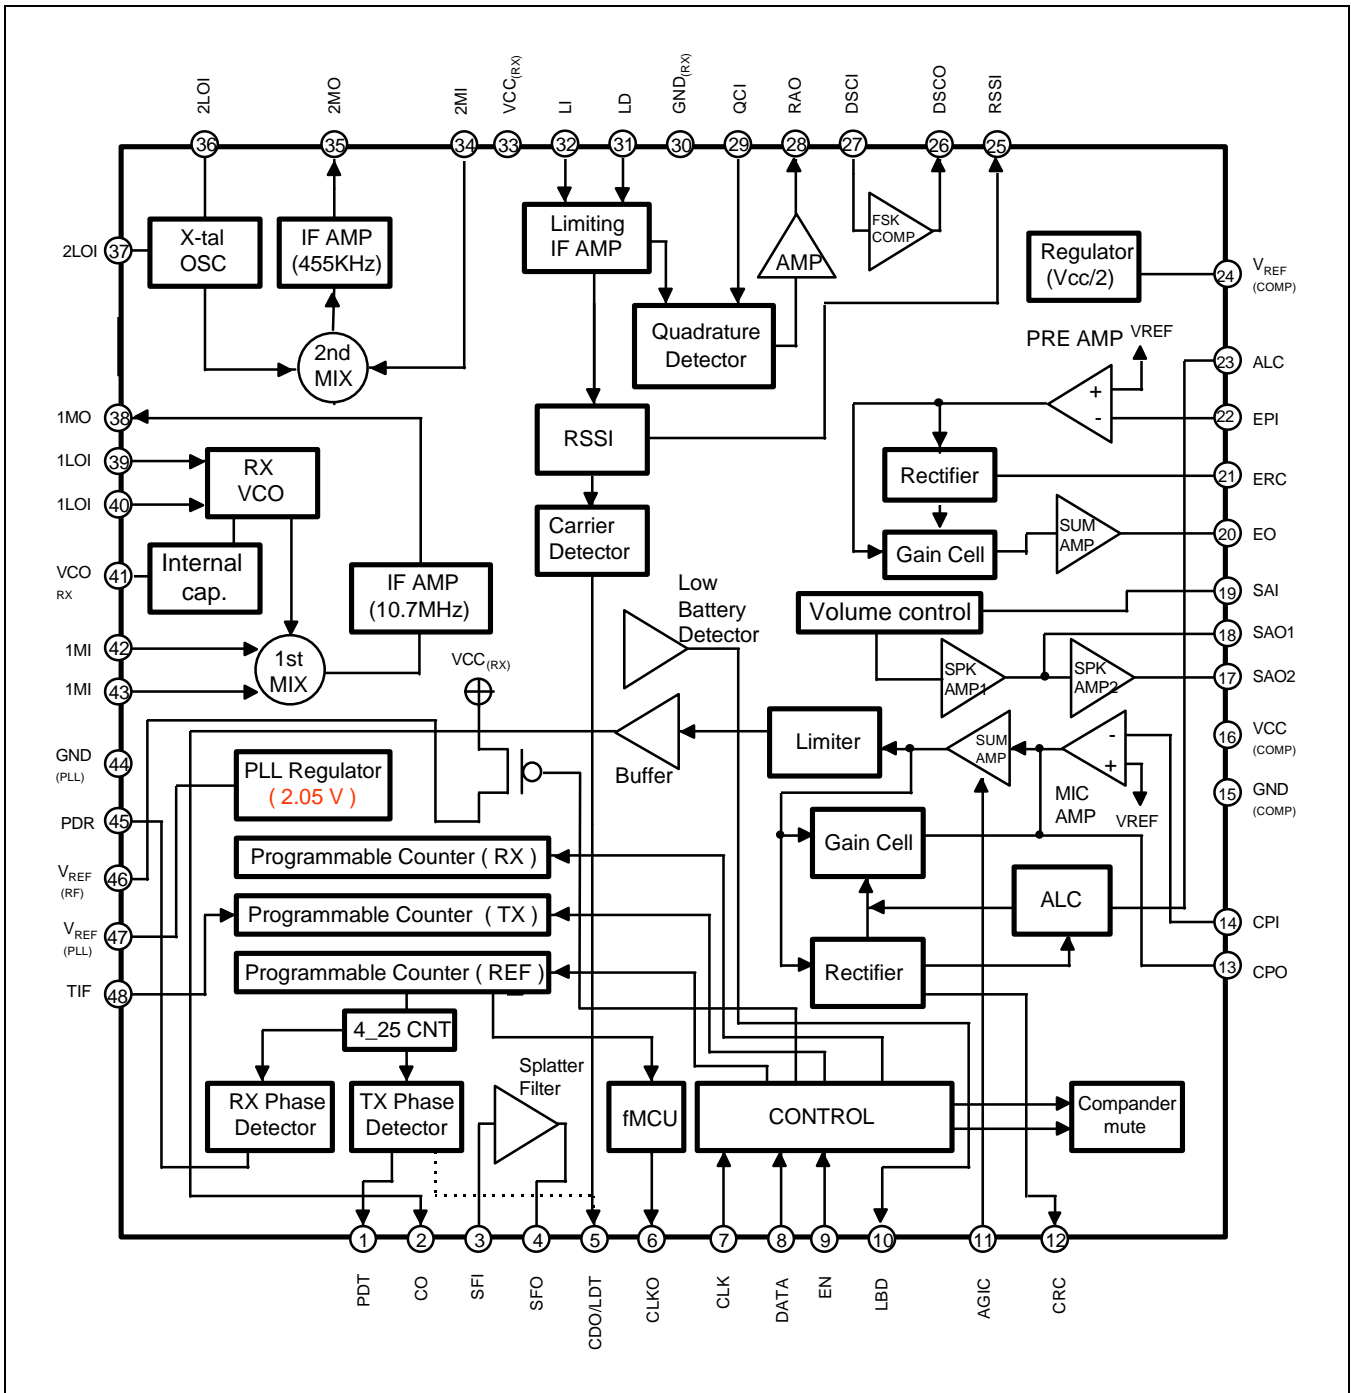 2LOI
2MO
2MI
VCC(RX)
LI
LD
GND(RX)
QCI
RAO
DSCI
DSCO
RSSI
36
35
34
33
32
31
30
29
28
27
26
25
2LOI
37
X-tal
OSC
IF AMP
(455KHz)
Limiting
IF AMP
AMP
FSK
COMP
Regulator
(Vcc/2)
24
VREF
(COMP)
2nd
MIX
Quadrature
Detector
PRE AMP
VREF
+
-
23
ALC
22
EPI
1MO
38
1LOI
39
1LOI
40
RX
VCO
RSSI
Rectifier
21
ERC
Carrier
Detector
Gain Cell
SUM
AMP
20
EO
VCO
RX
41
Internal
cap.
IF AMP
(10.7MHz)
Low
Battery
Detector
Volume control
19
SAI
18
SAO1
1MI
42
1MI
43
1st
MIX
VCC(RX)
SPK
AMP1
SPK
AMP2
17
SAO2
GND
(PLL)
44
PLL Regulator
( 2.05 V )
Buffer
Limiter
SUM
AMP
-
+
MIC
AMP
VREF
16
VCC
(COMP)
15
GND
(COMP)
PDR
45
Programmable Counter ( RX )
Gain Cell
VREF
(RF)
46
Programmable Counter ( TX )
ALC
14
CPI
VREF
(PLL)
47
Programmable Counter ( REF )
Rectifier
13
CPO
TIF
48
4_25 CNT
Splatter
Filter
RX Phase
Detector
TX Phase
Detector
fMCU
CONTROL
Compander
mute
1
2
3
4
5
6
7
8
9
10
11
12
PDT
CO
SFI
SFO
CDO/LDT
CLKO
CLK
DATA
EN
LBD
AGIC
CRC